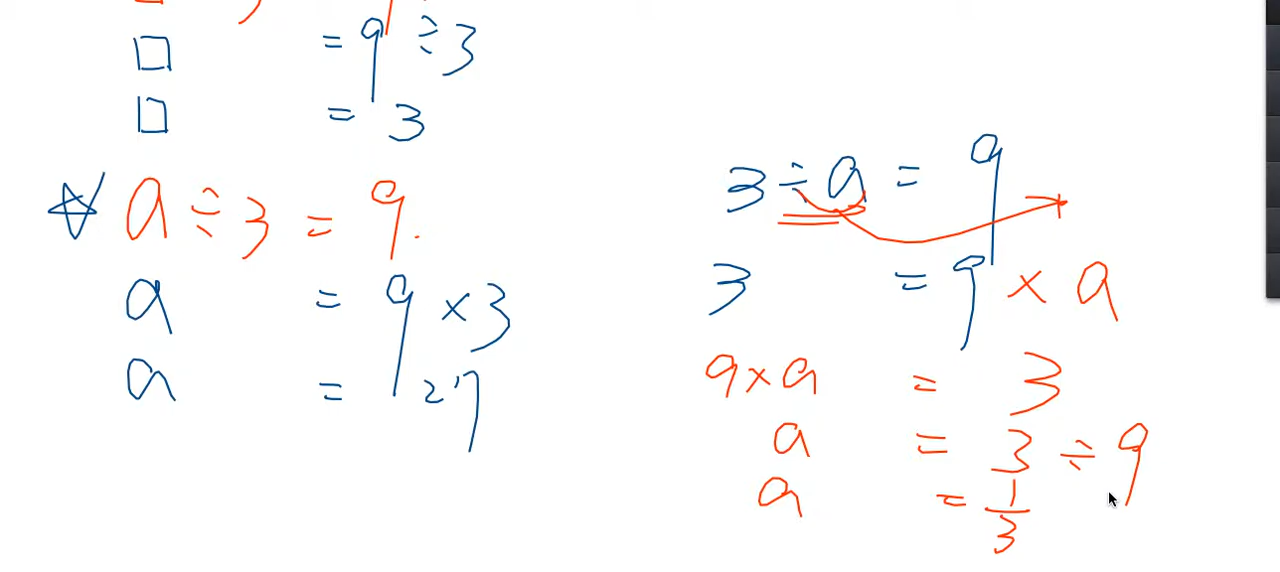 □ = 9 ÷ 3
□ = 3
☆ a ÷ 3 = 9.
a = 9 × 3
a = 27
3 ÷ a = 9
3 = 9 × a
9 × a = 3
a = 3 ÷ 9
a = 1/3